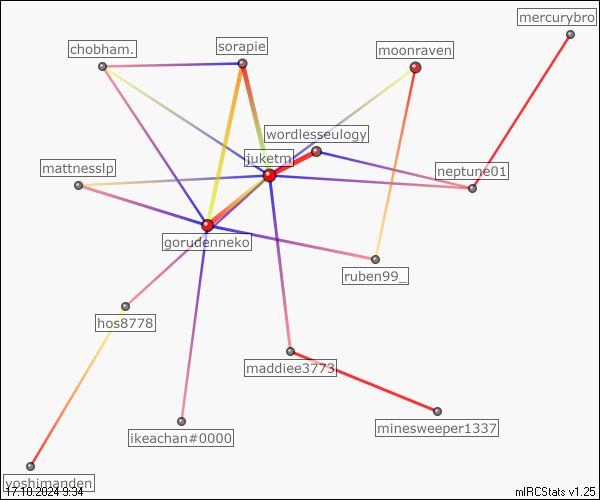 mercurybro
sorapie
chobham.
moonraven
wordlesseulogy
juketm
mattnesslp
neptune01
gorudenneko
ruben99_
hos8778
maddiee3773
ikeachan#0000
minesweeper1337
yoshimanden
17.10.2024 9:34
mIRCStats v1.25